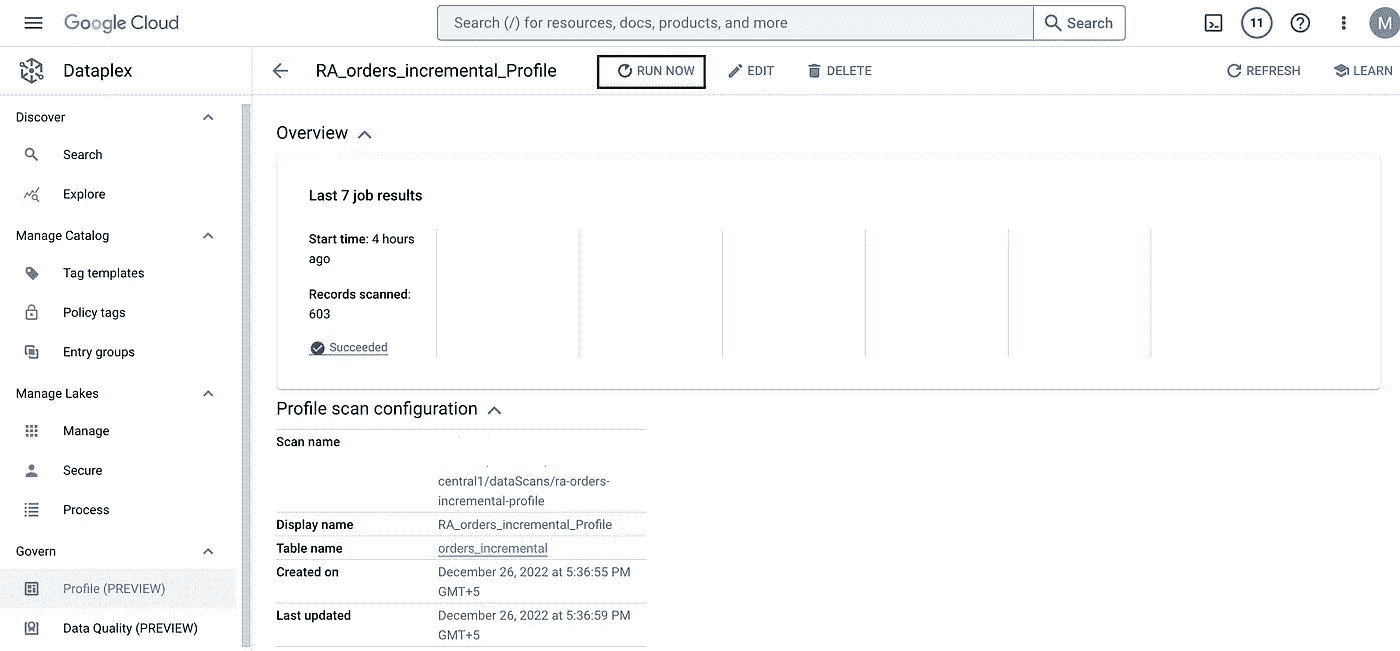 Google Cloud
Search (/) for resources, docs, products, and more
Search
11
M
Dataplex
RA_orders_incremental_Profile
RUN NOW
EDIT
DELETE
REFRESH
LEARN
Discover
Search
Explore
Manage Catalog
Tag templates
Policy tags
Entry groups
Manage Lakes
Manage
Secure
Process
Govern
Profile (PREVIEW)
Data Quality (PREVIEW)
Overview
Last 7 job results
Start time: 4 hours
ago
Records scanned:
603
Succeeded
Profile scan configuration
Scan name
central1/dataScans/ra-orders-
incremental-profile
Display name
RA_orders_incremental_Profile
Table name
orders_incremental
Created on
December 26, 2022 at 5:36:55 PM
GMT+5
Last updated
December 26, 2022 at 5:36:59 PM
GMT+5